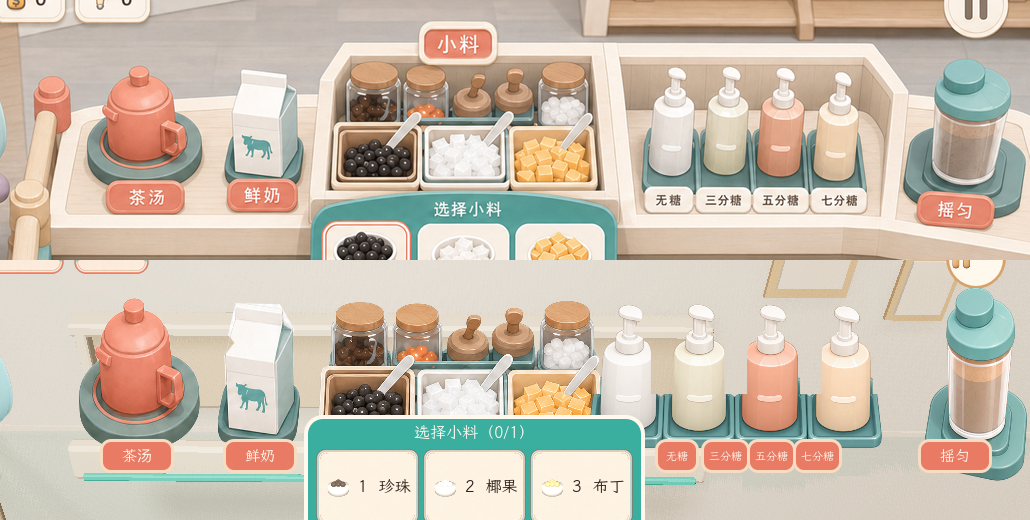 小料
茶汤
鲜奶
无糖
三分糖
五分糖
七分糖
摇匀
选择小料
选择小料（0/1）
茶汤
鲜奶
无糖
三分糖
五分糖
七分糖
摇匀
1 珍珠
2 椰果
3 布丁